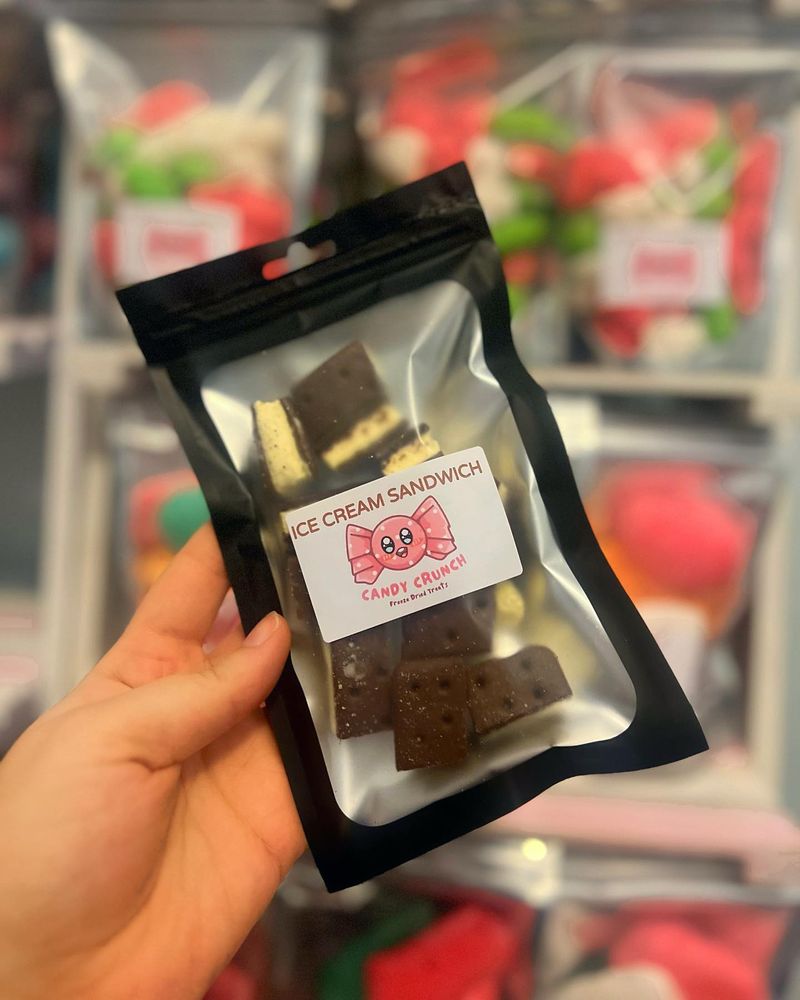 ICE CREAM SANDWICH
CANDY CRUNCH
Freeze Dried Treats